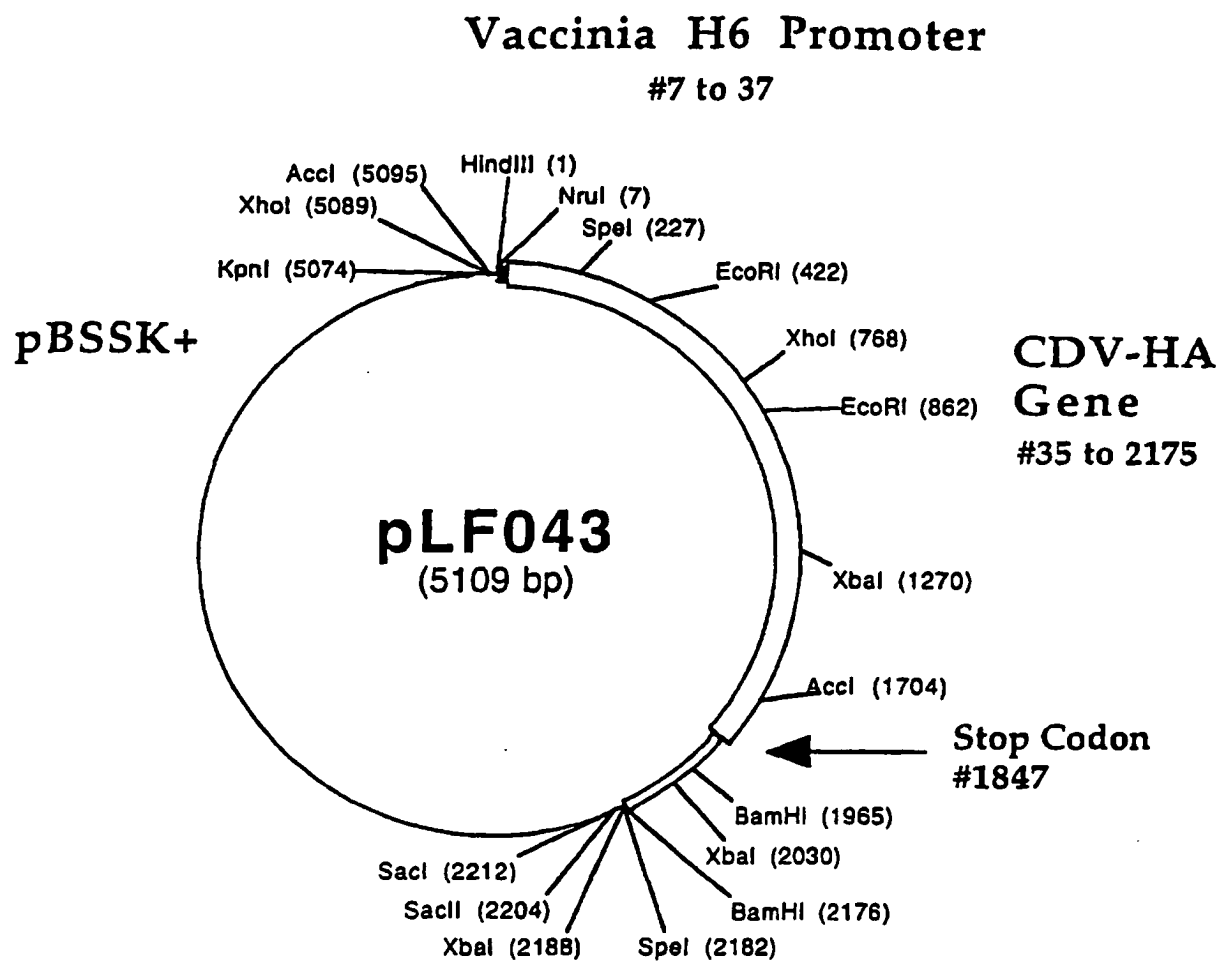 Vaccinia H6 Promoter
#7 to 37
HindIII (1)
AccI (5095)
NruI (7)
XhoI (5089)
SpeI (227)
KpnI (5074)
EcoRI (422)
pBSSK+
XhoI (768)
CDV-HA
Gene
#35 to 2175
EcoRI (862)
pLF043
(5109 bp)
XbaI (1270)
AccI (1704)
Stop Codon
#1847
BamHI (1965)
XbaI (2030)
SacI (2212)
SacII (2204)
BamHI (2176)
XbaI (2188)
SpeI (2182)